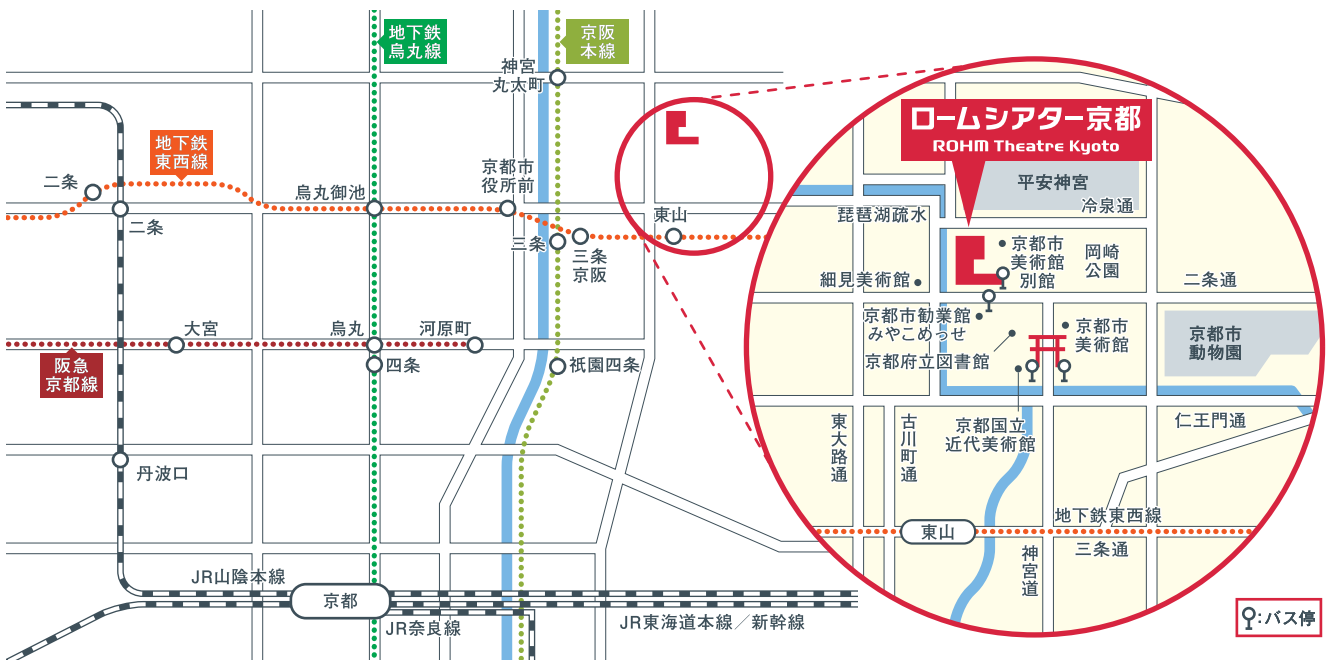 地下鉄
烏丸線
京阪
本線
神宮
丸太町
地下鉄
東西線
二条
二条
烏丸御池
京都市
役所前
三条
三条
京阪
東山
大宮
烏丸
河原町
四条
祇園四条
阪急
京都線
丹波口
JR山陰本線
京都
JR奈良線
JR東海道本線／新幹線
ロームシアター京都
ROHM Theatre Kyoto
平安神宮
冷泉通
琵琶湖疏水
京都市
美術館
別館
岡崎
公園
細見美術館
二条通
京都市勧業館
みやこめっせ
京都市
美術館
京都市
動物園
京都府立図書館
京都国立
近代美術館
仁王門通
東大路通
古川町通
地下鉄東西線
東山
三条通
神宮道
:バス停